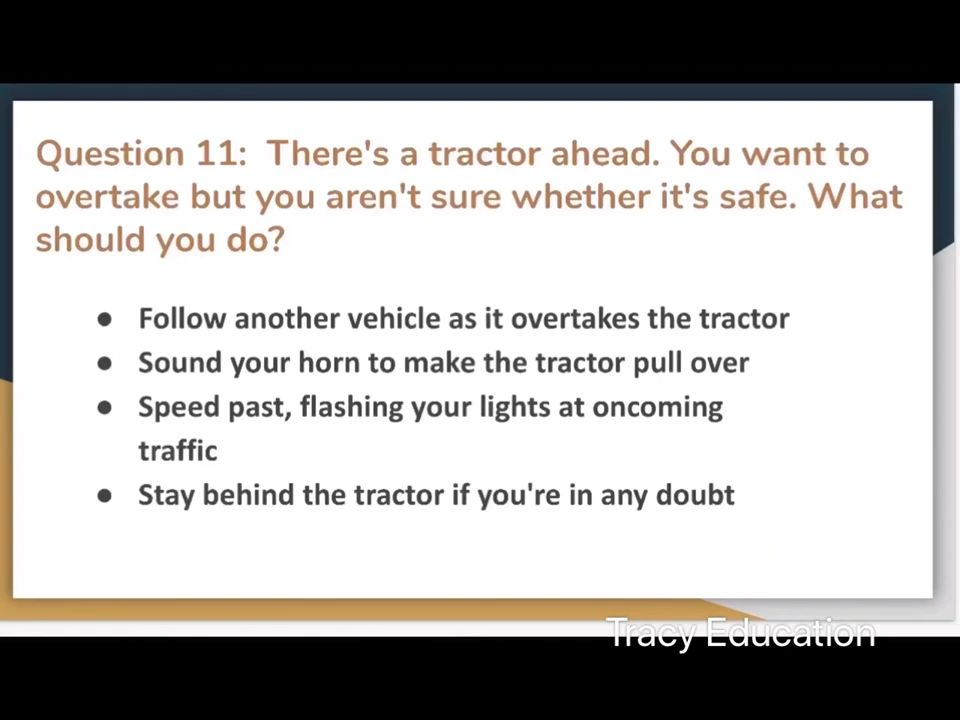 Question 11: There's a tractor ahead. You want to
overtake but you aren't sure whether it's safe. What
should you do?
● Follow another vehicle as it overtakes the tractor
● Sound your horn to make the tractor pull over
● Speed past, flashing your lights at oncoming
traffic
● Stay behind the tractor if you're in any doubt
Tracy Education